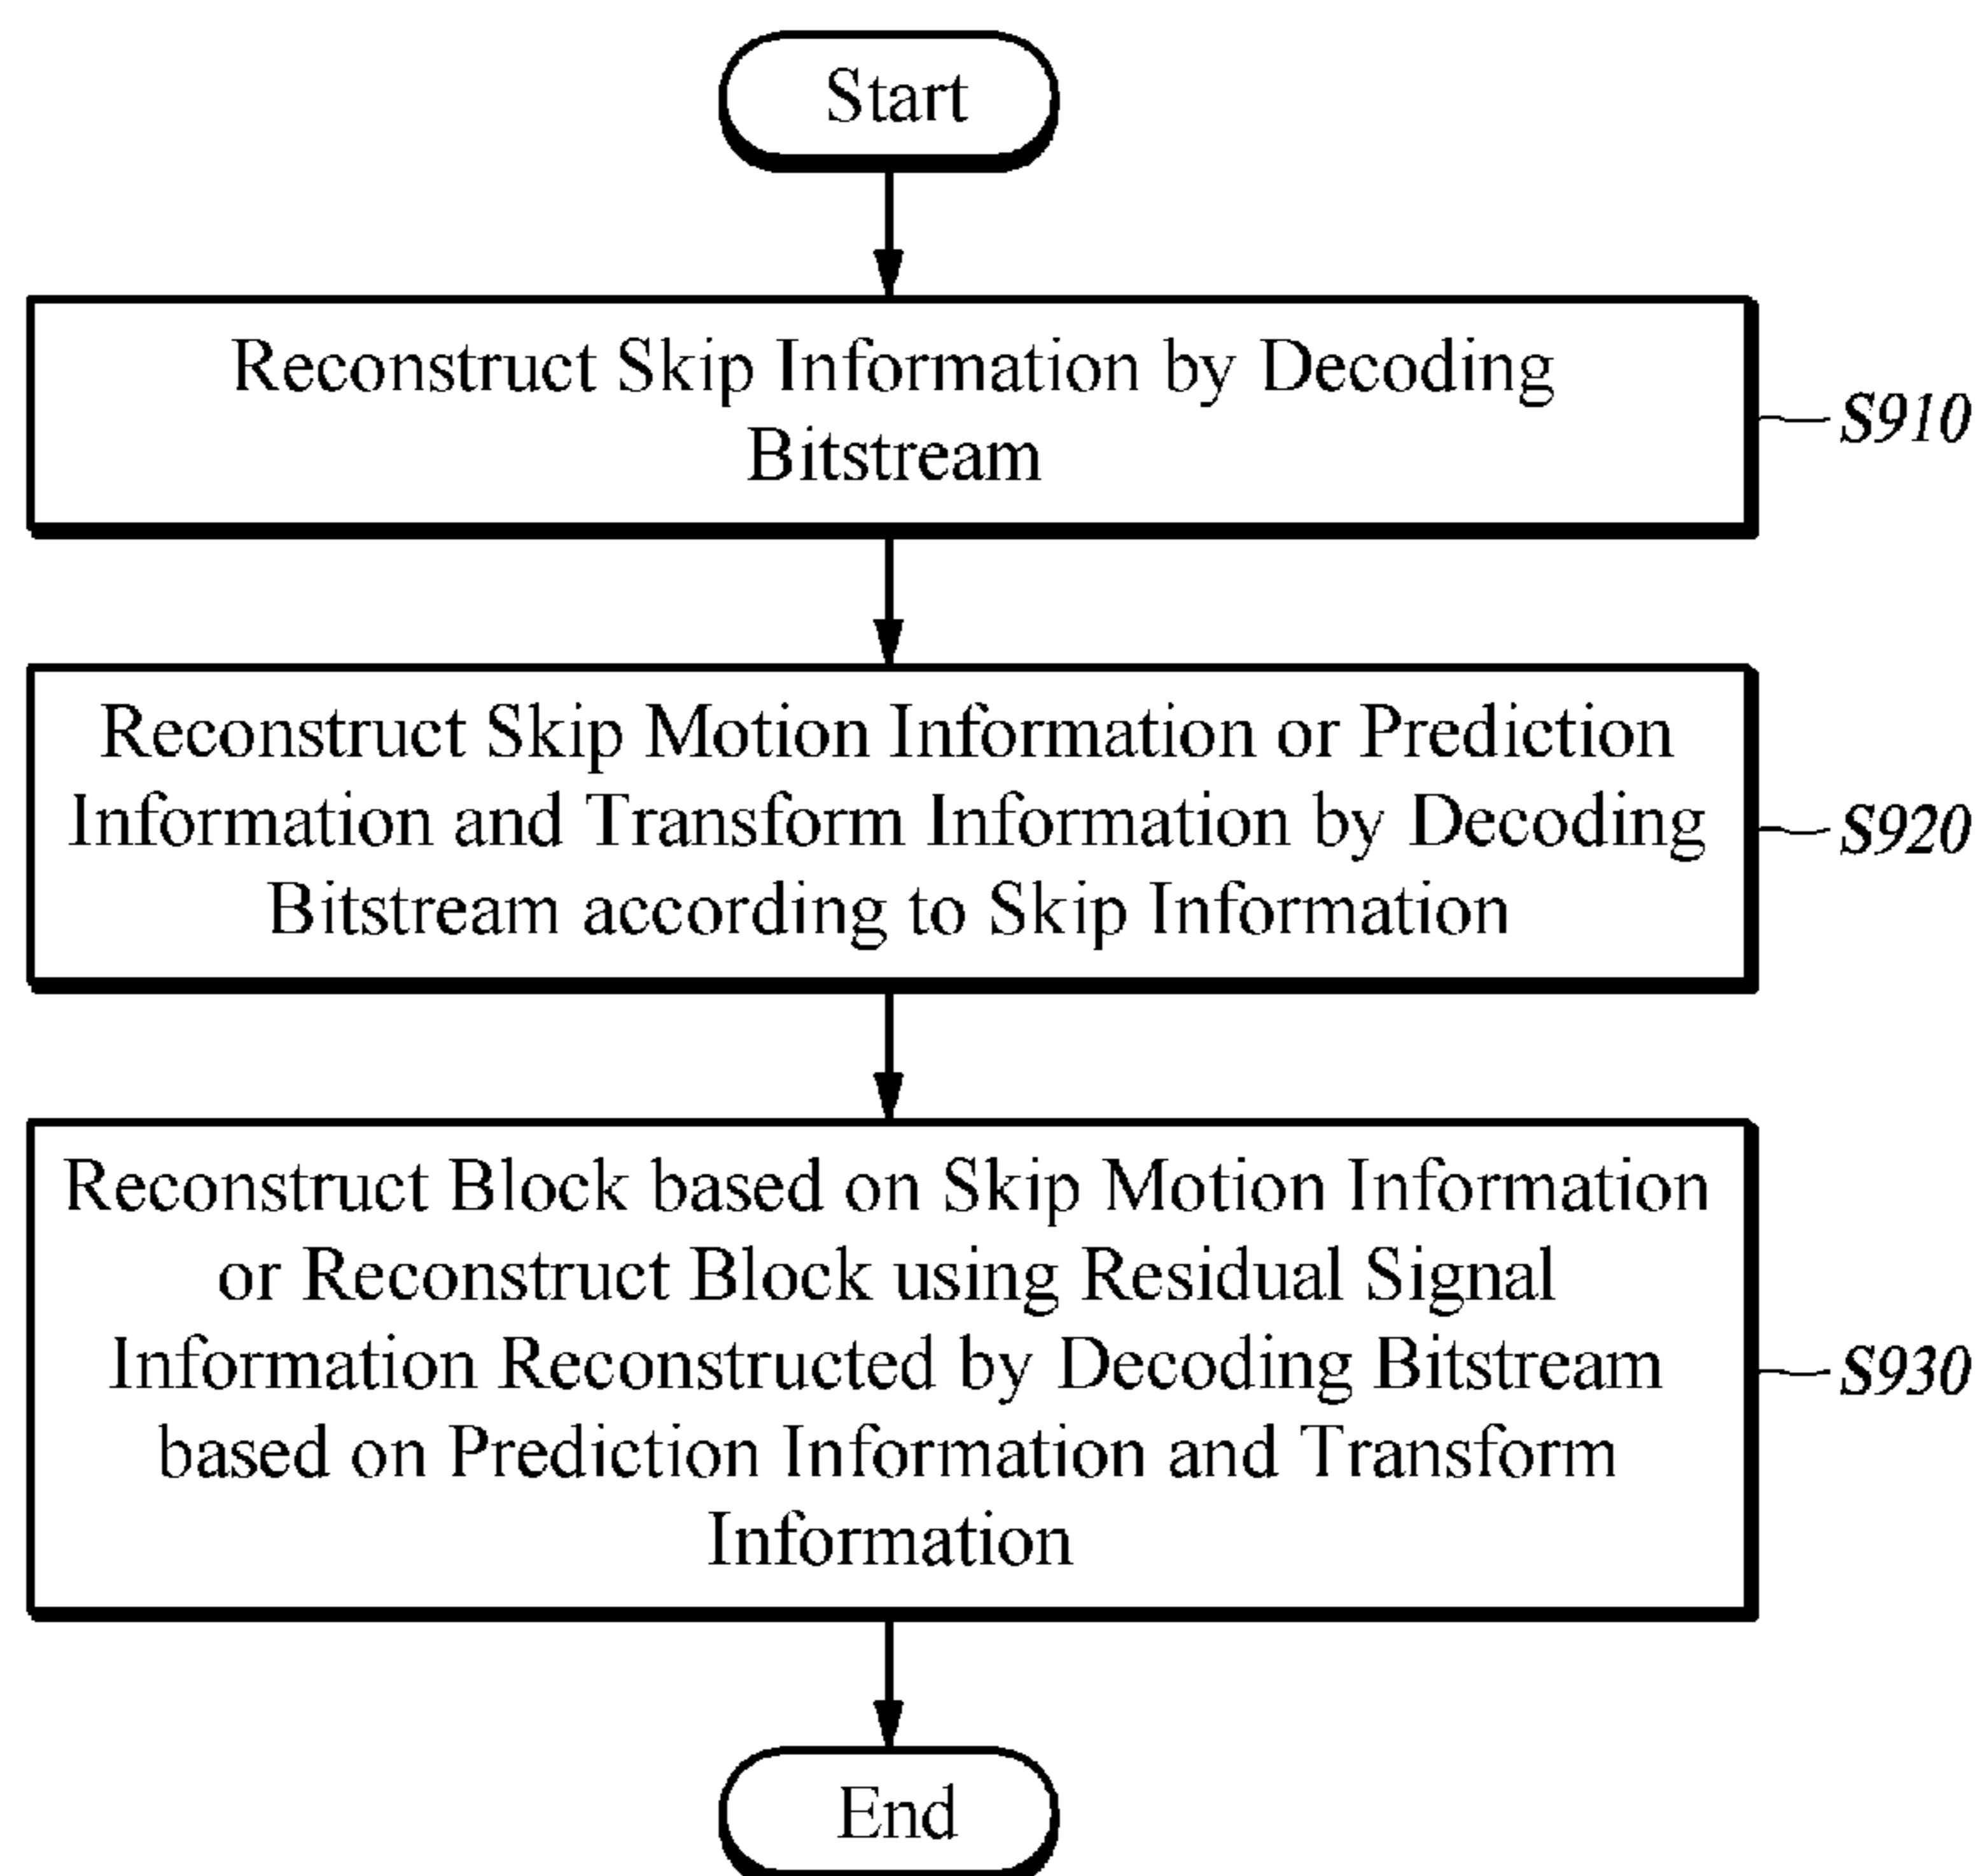 Start
Reconstruct Skip Information by Decoding
Bitstream
S910
Reconstruct Skip Motion Information or Prediction
Information and Transform Information by Decoding
Bitstream according to Skip Information
S920
Reconstruct Block based on Skip Motion Information
or Reconstruct Block using Residual Signal
Information Reconstructed by Decoding Bitstream
based on Prediction Information and Transform
Information
S930
End